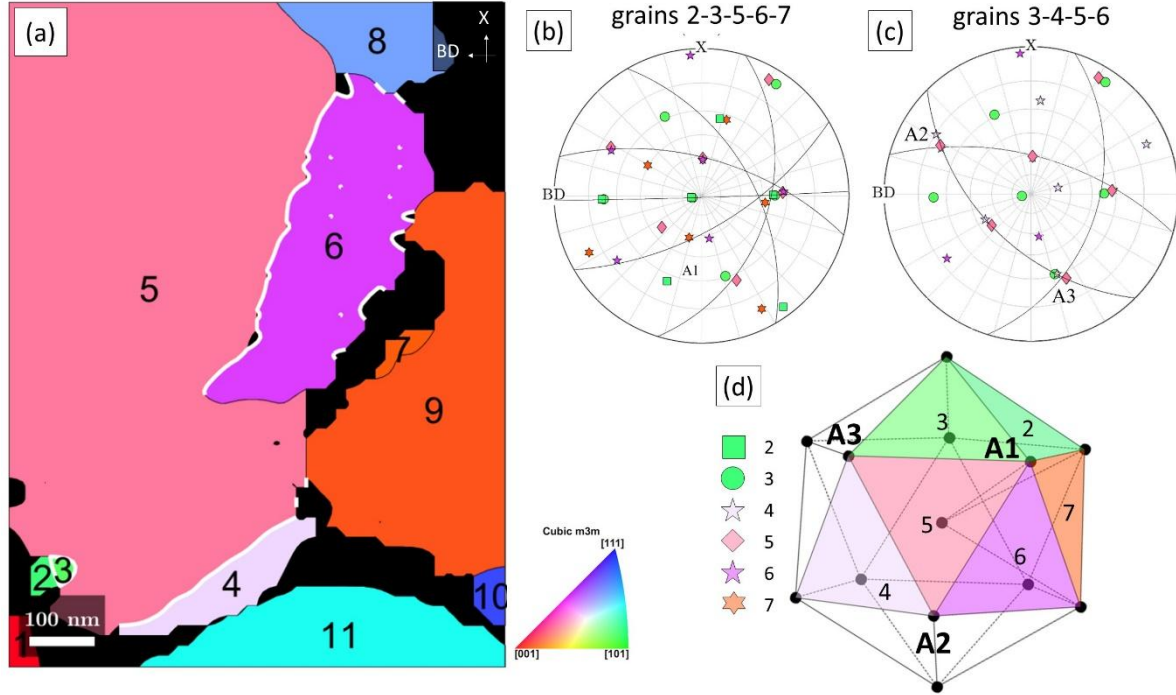 (a)
8
X
BD
6
5
7
9
2
3
4
1
10
11
100 nm
Cubic m3m
[111]
[001]
[101]
grains 2-3-5-6-7
(b)
X
BD
A1
grains 3-4-5-6
(c)
X
A2
BD
A3
(d)
2
3
4
5
6
7
A3
3
A1
2
5
7
6
4
A2